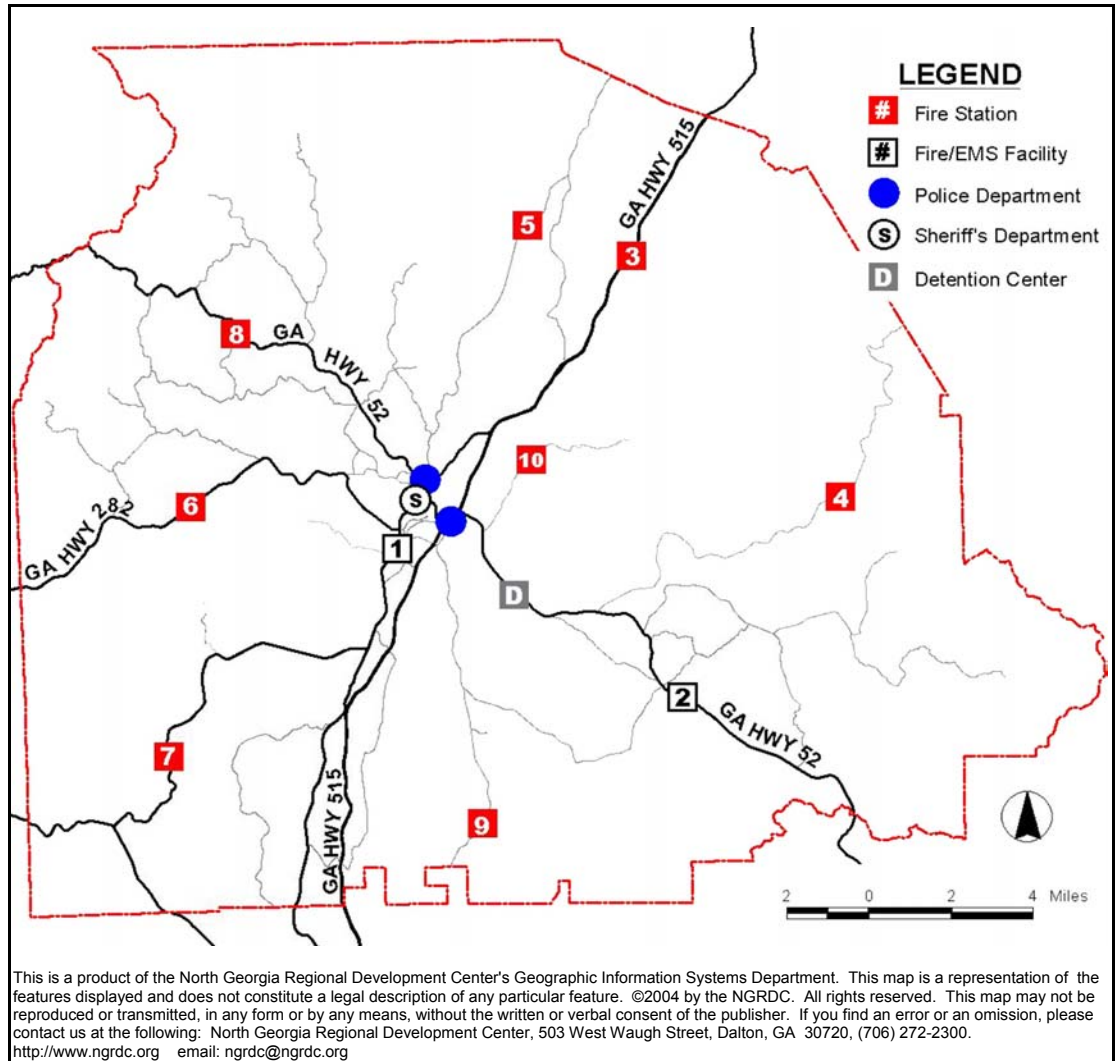 LEGEND
# Fire Station
# Fire/EMS Facility
Police Department
S Sheriff's Department
D Detention Center
GA HWY 515
5
3
8
GA HWY 52
10
6
S
4
GA HWY 282
1
D
2
GA HWY 52
7
GA HWY 515
9
2 0 2 4 Miles
This is a product of the North Georgia Regional Development Center's Geographic Information Systems Department. This map is a representation of the
features displayed and does not constitute a legal description of any particular feature. ©2004 by the NGRDC. All rights reserved. This map may not be
reproduced or transmitted, in any form or by any means, without the written or verbal consent of the publisher. If you find an error or an omission, please
contact us at the following: North Georgia Regional Development Center, 503 West Waugh Street, Dalton, GA 30720, (706) 272-2300.
http://www.ngrdc.org email: ngrdc@ngrdc.org